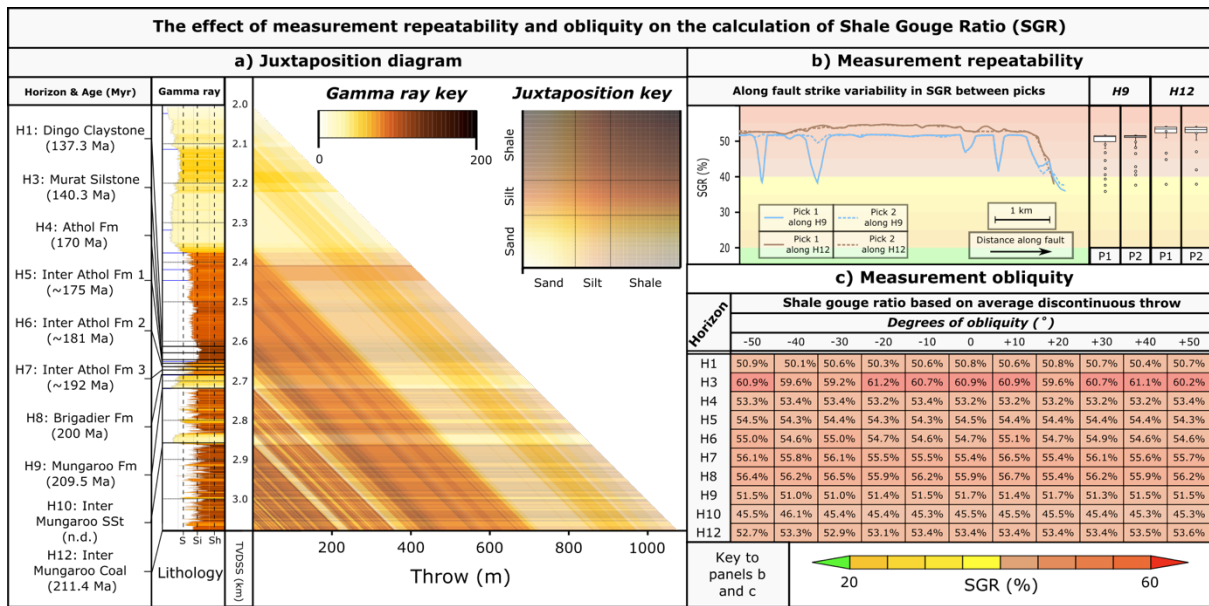 The effect of measurement repeatability and obliquity on the calculation of Shale Gouge Ratio (SGR)
a) Juxtaposition diagram
Horizon & Age (Myr)
Gamma ray
H1: Dingo Claystone
(137.3 Ma)
H3: Murat Silstone
(140.3 Ma)
H4: Athol Fm
(170 Ma)
H5: Inter Athol Fm 1
(~175 Ma)
H6: Inter Athol Fm 2
(~181 Ma)
H7: Inter Athol Fm 3
(~192 Ma)
H8: Brigadier Fm
(200 Ma)
H9: Mungaroo Fm
(209.5 Ma)
H10: Inter
Mungaroo SSt
(n.d.)
H12: Inter
Mungaroo Coal
(211.4 Ma)
S Si Sh
Lithology
2.0
2.1
2.2
2.3
2.4
2.5
2.6
2.7
2.8
2.9
3.0
TVDSS (km)
Gamma ray key
0 200
Juxtaposition key
Shale
Silt
Sand
Sand Silt Shale
200 400 600 800 1000
Throw (m)
b) Measurement repeatability
Along fault strike variability in SGR between picks
H9 H12
SGR (%)
50
40
30
20
Pick 1
along H9
Pick 2
along H9
Pick 1
along H12
Pick 2
along H12
1 km
Distance along fault
P1 P2 P1 P2
c) Measurement obliquity
Horizon
Shale gouge ratio based on average discontinuous throw
Degrees of obliquity (°)
-50 -40 -30 -20 -10 0 +10 +20 +30 +40 +50
H1 50.9% 50.1% 50.6% 50.3% 50.6% 50.8% 50.6% 50.8% 50.7% 50.4% 50.7%
H3 60.9% 59.6% 59.2% 61.2% 60.7% 60.9% 60.9% 59.6% 60.7% 61.1% 60.2%
H4 53.3% 53.4% 53.4% 53.2% 53.4% 53.2% 53.2% 53.2% 53.2% 53.2% 53.4%
H5 54.5% 54.3% 54.4% 54.3% 54.3% 54.5% 54.4% 54.4% 54.4% 54.4% 54.3%
H6 55.0% 54.6% 55.0% 54.7% 54.6% 54.7% 55.1% 54.7% 54.9% 54.6% 54.6%
H7 56.1% 55.8% 56.1% 55.5% 55.5% 55.4% 56.5% 55.4% 56.1% 55.6% 55.7%
H8 56.4% 56.2% 56.5% 55.9% 56.2% 55.9% 56.7% 55.4% 56.2% 55.9% 56.2%
H9 51.5% 51.0% 51.0% 51.4% 51.5% 51.7% 51.4% 51.7% 51.3% 51.5% 51.5%
H10 45.5% 46.1% 45.4% 45.4% 45.3% 45.5% 45.5% 45.5% 45.4% 45.4% 45.3%
H12 52.7% 53.3% 52.9% 53.1% 53.4% 53.4% 53.4% 53.4% 53.4% 53.5% 53.6%
Key to
panels b
and c
20 SGR (%) 60